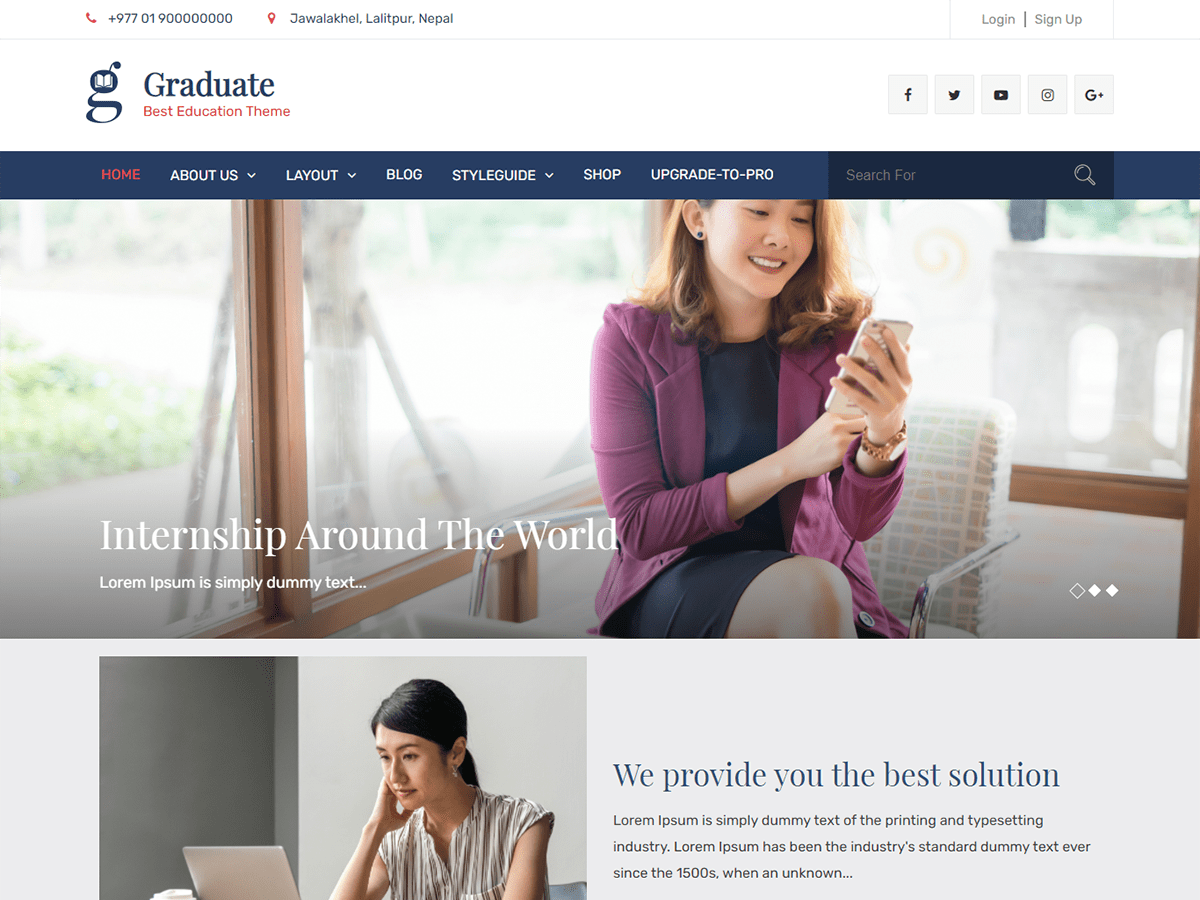 +977 01 900000000
Jawalakhel, Lalitpur, Nepal
Login | Sign Up
Graduate
Best Education Theme
HOME
ABOUT US
LAYOUT
BLOG
STYLEGUIDE
SHOP
UPGRADE-TO-PRO
Search For
Internship Around The World
Lorem Ipsum is simply dummy text...
We provide you the best solution
Lorem Ipsum is simply dummy text of the printing and typesetting
industry. Lorem Ipsum has been the industry's standard dummy text ever
since the 1500s, when an unknown...